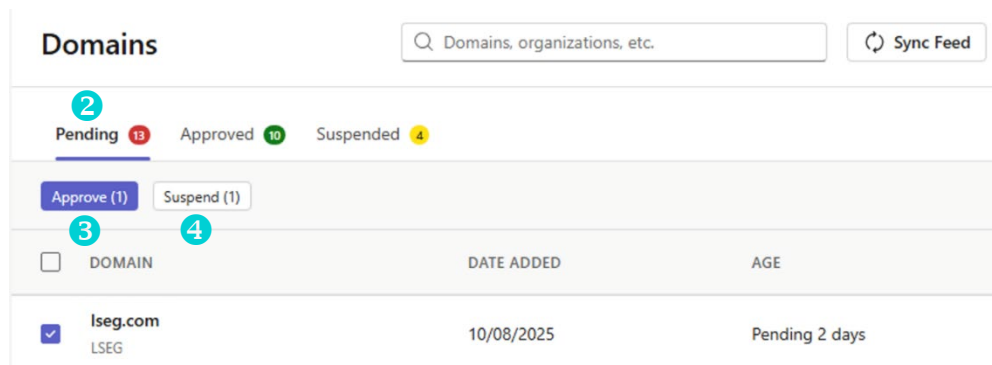 Domains
Domains, organizations, etc.
Sync Feed
2
Pending 13 Approved 10 Suspended 4
Approve (1) Suspend (1)
3 4
DOMAIN DATE ADDED AGE
lseg.com 10/08/2025 Pending 2 days
LSEG